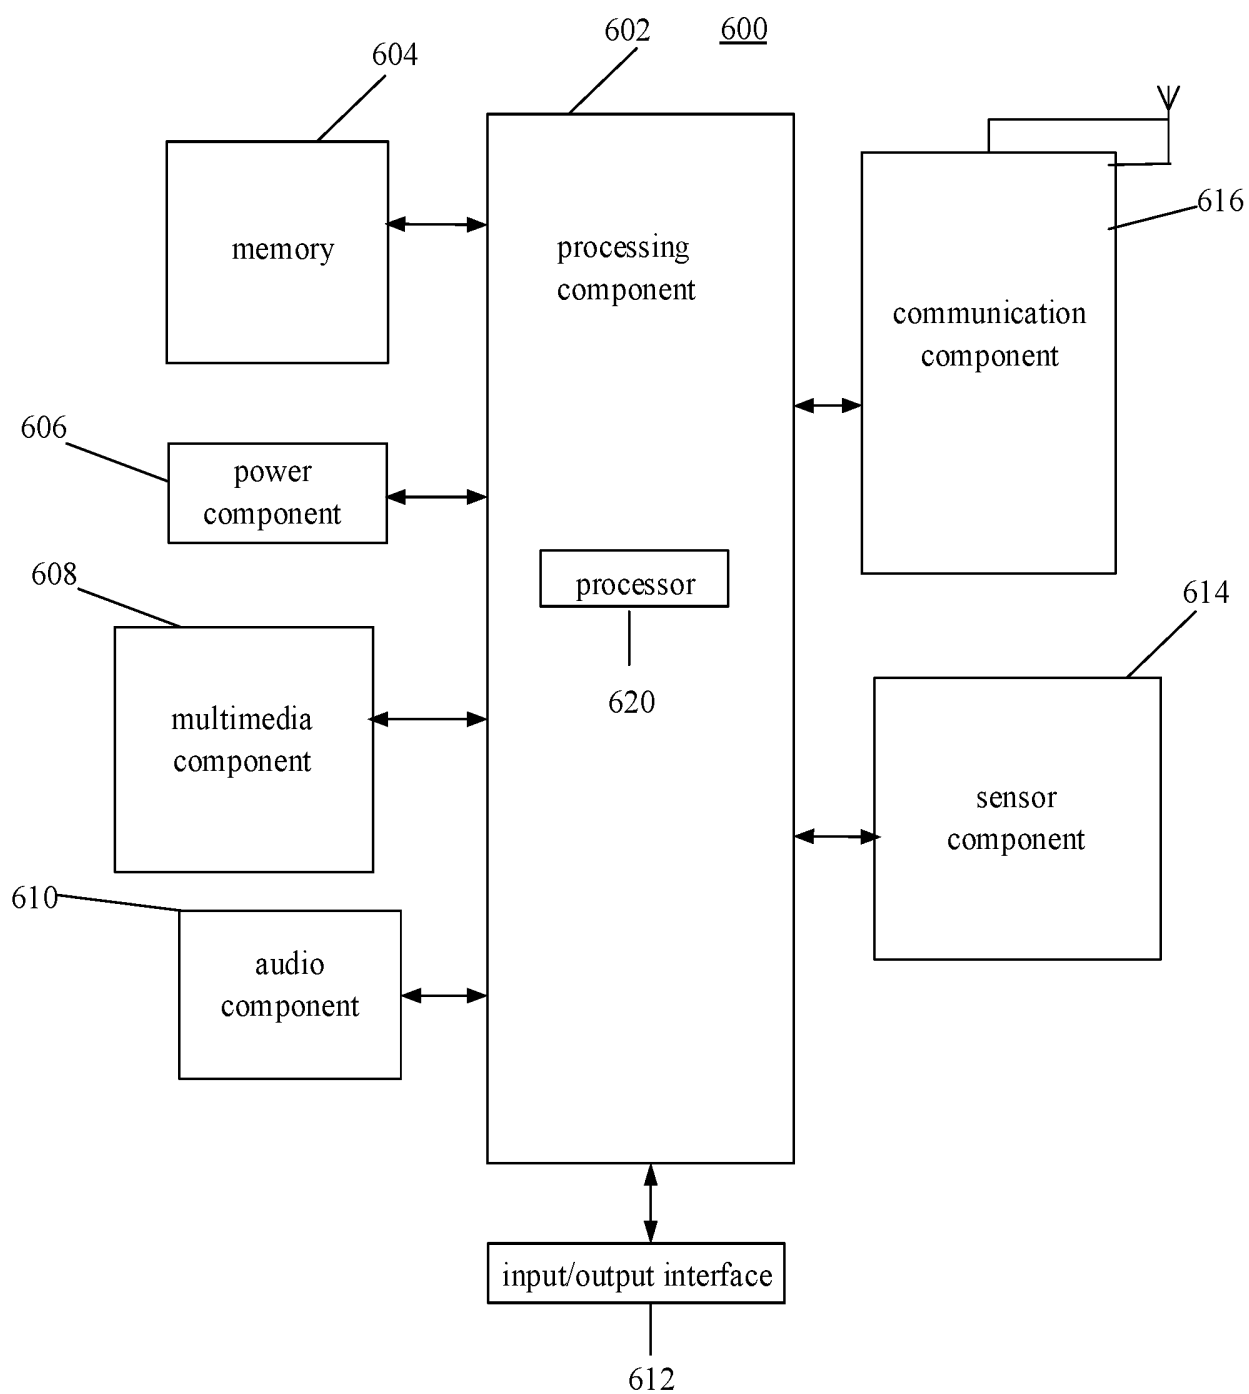 602
600
604
616
memory
processing
component
communication
component
606
power
component
608
processor
614
620
multimedia
component
sensor
component
610
audio
component
input/output interface
612